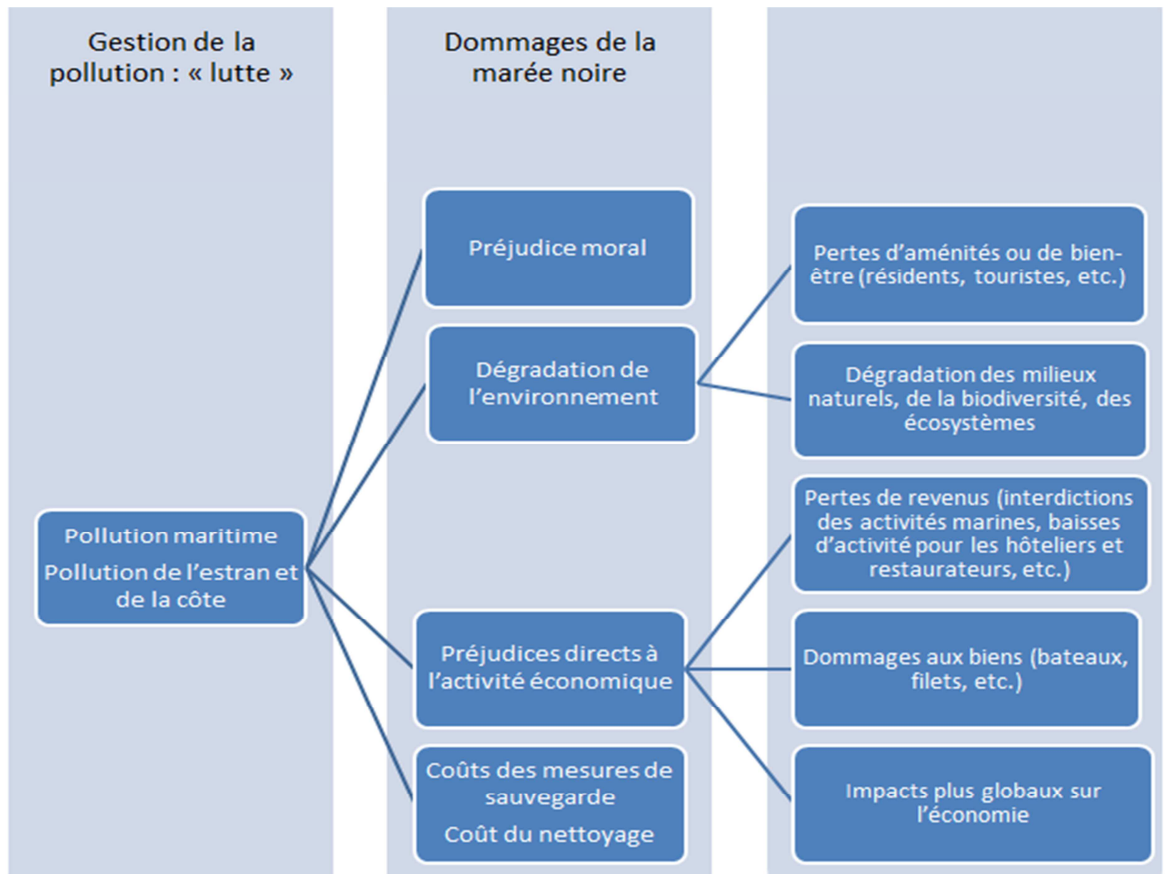 Gestion de la
pollution : « lutte »
Dommages de la
marée noire
Pollution maritime
Pollution de l'estran et
de la côte
Préjudice moral
Dégradation de
l'environnement
Préjudices directs à
l'activité économique
Coûts des mesures de
sauvegarde
Coût du nettoyage
Pertes d'aménités ou de bien-
être (résidents, touristes, etc.)
Dégradation des milieux
naturels, de la biodiversité, des
écosystèmes
Pertes de revenus (interdictions
des activités marines, baisses
d'activité pour les hôteliers et
restaurateurs, etc.)
Dommages aux biens (bateaux,
filets, etc.)
Impacts plus globaux sur
l'économie